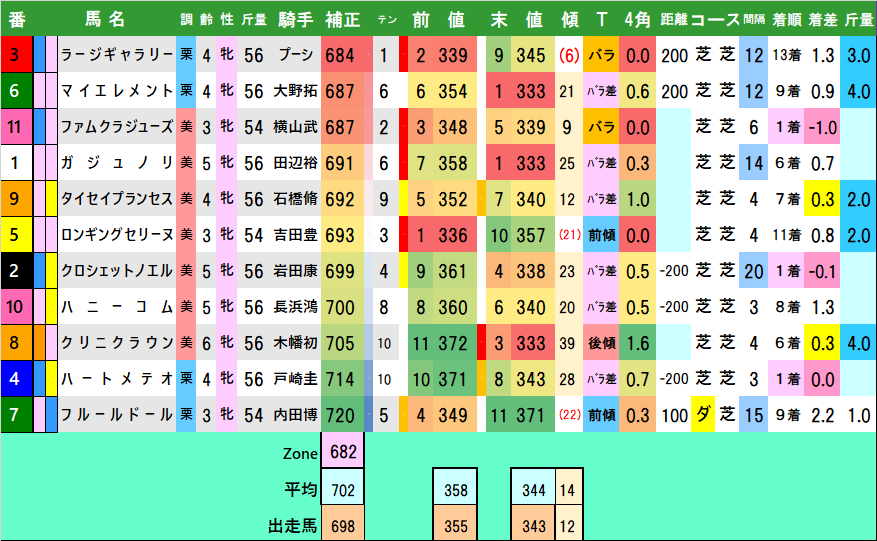 番 馬名 調 齢 性 斤量 騎手 補正 テン 前 値 末 値 傾 T 4角 距離 コース 間隔 着順 着差 斤量
3 ラージギャラリー 栗 4 牝 56 プーシ 684 1 2 339 9 345 (6) バラ 0.0 200 芝 芝 12 13着 1.3 3.0
6 マイエレメント 栗 4 牝 56 大野拓 687 6 6 354 1 333 21 バラ差 0.6 200 芝 芝 12 9着 0.9 4.0
11 ファムクラジューズ 美 3 牝 54 横山武 687 2 3 348 5 339 9 バラ 0.0 芝 芝 6 1着 -1.0
1 ガジュノリ 美 5 牝 56 田辺裕 691 6 7 358 1 333 25 バラ差 0.3 芝 芝 14 6着 0.7
9 タイセイプランセス 美 4 牝 56 石橋脩 692 9 5 352 7 340 12 バラ差 1.0 芝 芝 4 7着 0.3 2.0
5 ロンギングセリーヌ 美 3 牝 54 吉田豊 693 3 1 336 10 357 (21) 前傾 0.0 芝 芝 4 11着 0.8 2.0
2 クロシェットノエル 美 5 牝 56 岩田康 699 4 9 361 4 338 23 バラ差 0.5 -200 芝 芝 20 1着 -0.1
10 ハニーコム 美 5 牝 56 長浜鴻 700 8 8 360 6 340 20 バラ差 0.5 -200 芝 芝 3 8着 1.3
8 クリニクラウン 美 6 牝 56 木幡初 705 10 11 372 3 333 39 後傾 1.6 芝 芝 4 6着 0.3 4.0
4 ハートメテオ 栗 4 牝 56 戸崎圭 714 10 10 371 8 343 28 バラ差 0.7 -200 芝 芝 3 1着 0.0
7 フルールドール 栗 3 牝 54 内田博 720 5 4 349 11 371 (22) 前傾 0.3 100 ダ 芝 15 9着 2.2 1.0
Zone 682
平均 702 358 344 14
出走馬 698 355 343 12